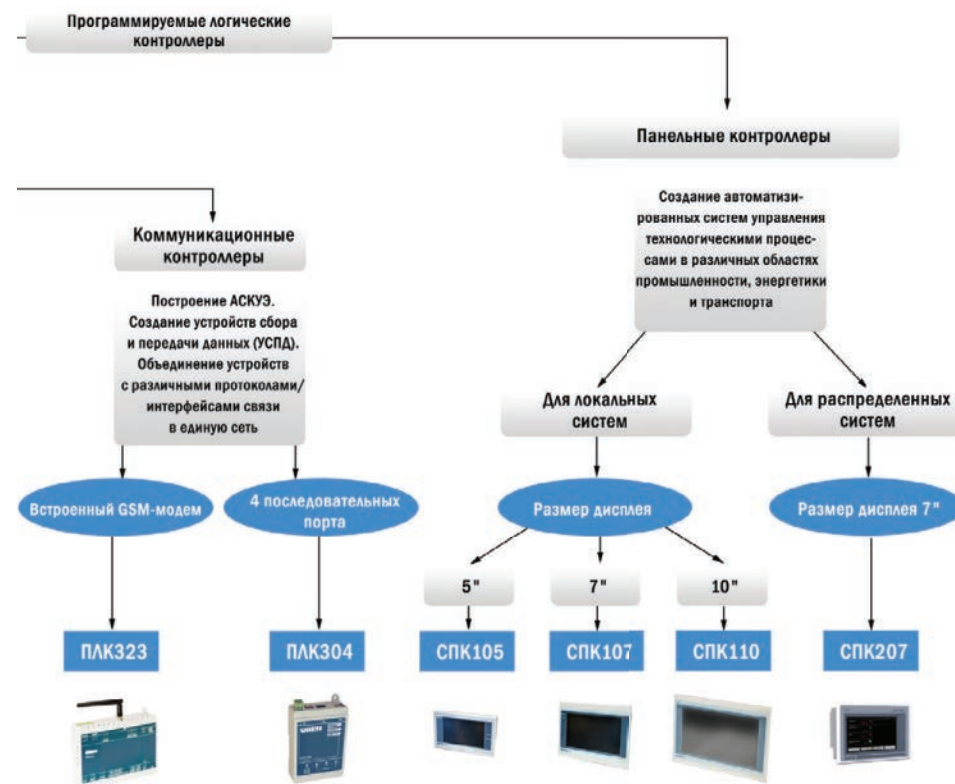 Программируемые логические
контроллеры
Панельные контроллеры
Создание автоматизи-
рованных систем управления
технологическими процес-
сами в различных областях
промышленности, энергетики
и транспорта
Коммуникационные
контроллеры
Построение АСКУЭ.
Создание устройств сбора
и передачи данных (УСПД).
Объединение устройств
с различными протоколами/
интерфейсами связи
в единую сеть
Для локальных
систем
Для распределенных
систем
Встроенный GSM-модем
4 последовательных
порта
Размер дисплея
Размер дисплея 7"
5"
7"
10"
ПЛК323
ПЛК304
СПК105
СПК107
СПК110
СПК207